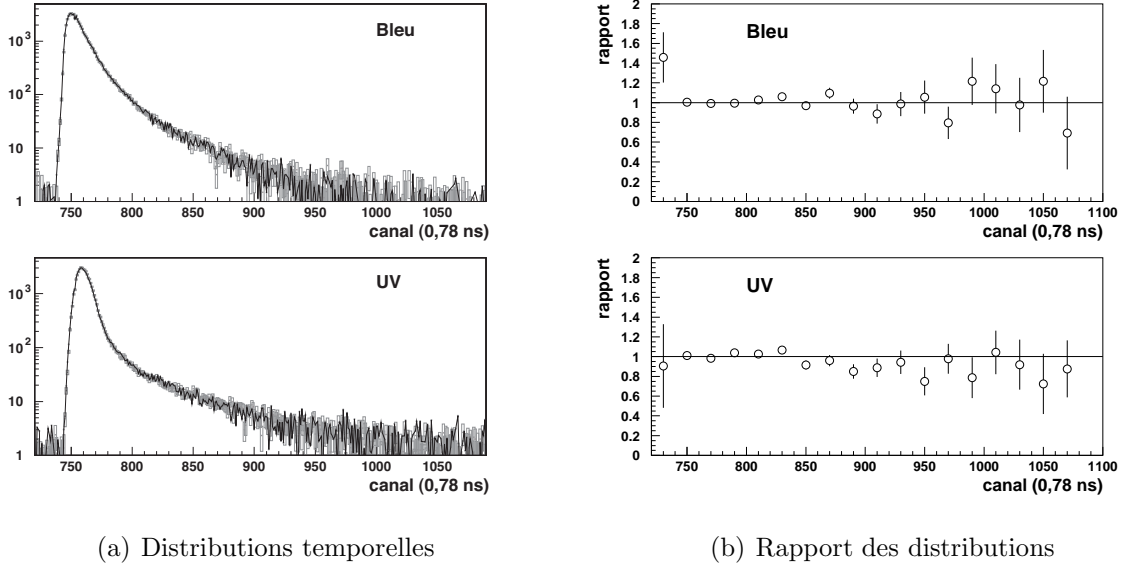 Bleu
10³
10²
10
1
750 800 850 900 950 1000 1050
canal (0,78 ns)
UV
10³
10²
10
1
750 800 850 900 950 1000 1050
canal (0,78 ns)
(a) Distributions temporelles
rapport
Bleu
2
1.8
1.6
1.4
1.2
1
0.8
0.6
0.4
0.2
0
750 800 850 900 950 1000 1050 1100
canal (0,78 ns)
rapport
UV
2
1.8
1.6
1.4
1.2
1
0.8
0.6
0.4
0.2
0
750 800 850 900 950 1000 1050 1100
canal (0,78 ns)
(b) Rapport des distributions